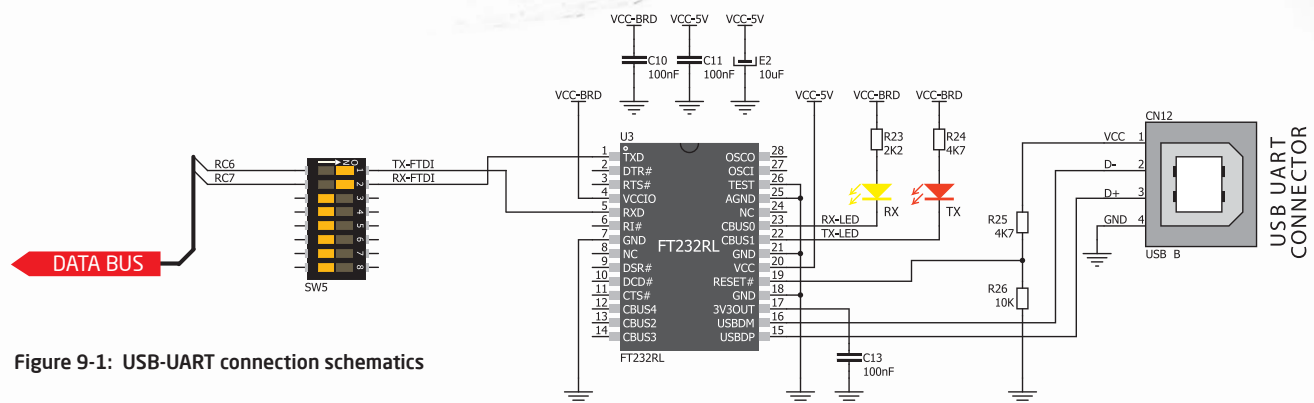 VCC-BRD VCC-5V VCC-5V
C10 100nF
C11 100nF
E2 10uF
VCC-BRD
VCC-5V VCC-BRD VCC-BRD
R23 2K2
R24 4K7
RX
TX
RX-LED
TX-LED
DATA BUS
RC6
RC7
TX-FTDI
RX-FTDI
O N
1
2
3
4
5
6
7
8
SW5
U3
1 TXD
2 DTR#
3 RTS#
4 VCCIO
5 RXD
6 RI#
7 GND
8 NC
9 DSR#
10 DCD#
11 CTS#
12 CBUS4
13 CBUS2
14 CBUS3
FT232RL
OSCO 28
OSCI 27
TEST 26
AGND 25
NC 24
CBUS0 23
CBUS1 22
GND 21
VCC 20
RESET# 19
GND 18
3V3OUT 17
USBDM 16
USBDP 15
FT232RL
C13 100nF
R25 4K7
R26 10K
CN12
VCC 1
D- 2
D+ 3
GND 4
USB B
USB UART
CONNECTOR
Figure 9-1: USB-UART connection schematics